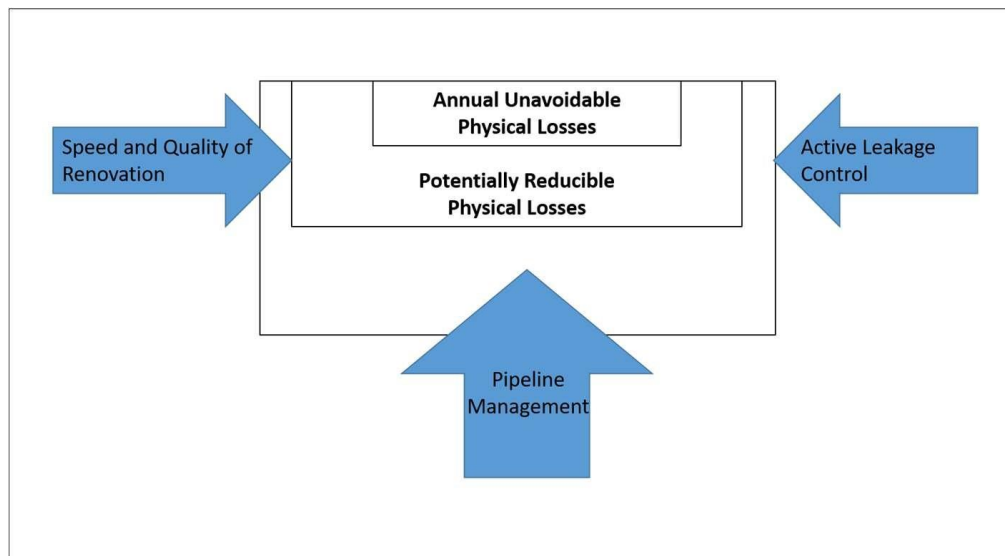 Annual Unavoidable
Physical Losses
Speed and Quality of
Renovation
Active Leakage
Control
Potentially Reducible
Physical Losses
Pipeline
Management